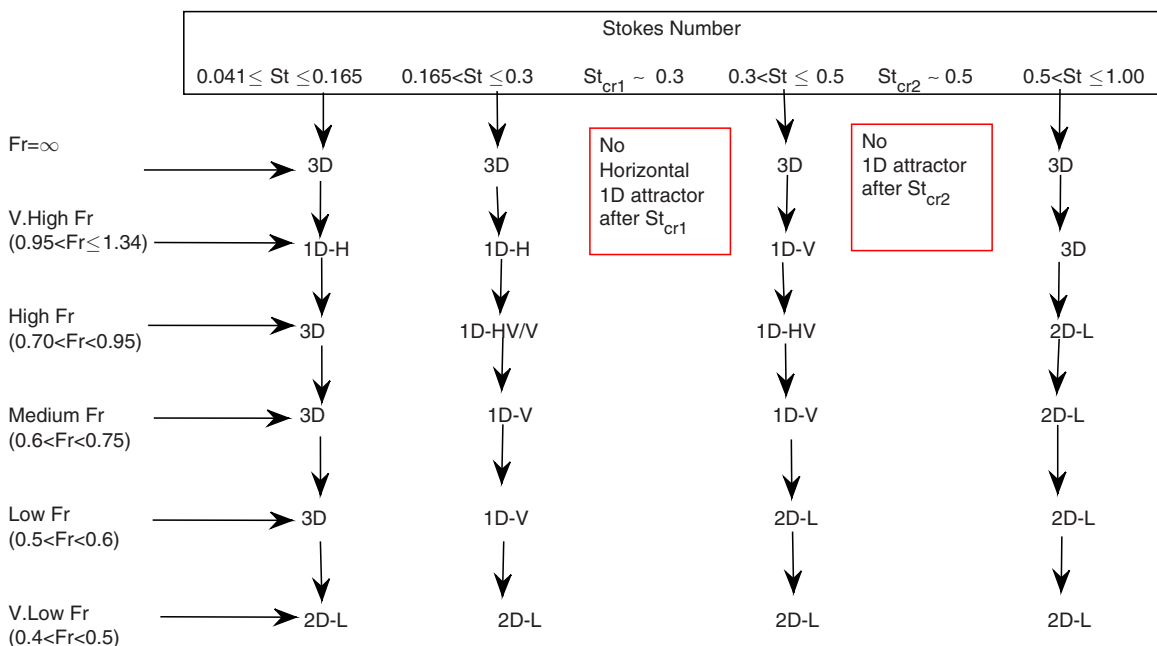 Stokes Number
0.041≤ St ≤0.165 0.165<St ≤0.3 St_cr1 ~ 0.3 0.3<St ≤ 0.5 St_cr2 ~ 0.5 0.5<St ≤1.00
Fr=∞
3D 3D 3D 3D
No
Horizontal
1D attractor
after St_cr1
No
1D attractor
after St_cr2
V.High Fr
(0.95<Fr≤1.34)
1D-H 1D-H 1D-V 3D
High Fr
(0.70<Fr<0.95)
3D 1D-HV/V 1D-HV 2D-L
Medium Fr
(0.6<Fr<0.75)
3D 1D-V 1D-V 2D-L
Low Fr
(0.5<Fr<0.6)
3D 1D-V 2D-L 2D-L
V.Low Fr
(0.4<Fr<0.5)
2D-L 2D-L 2D-L 2D-L